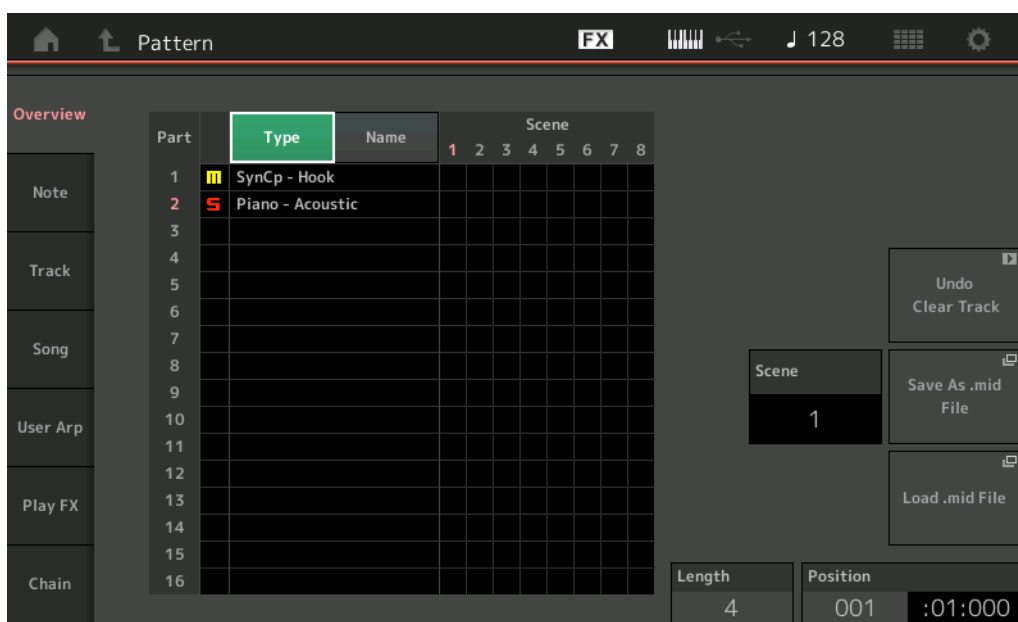 Pattern FX ♩ 128
Overview
Note
Track
Song
User Arp
Play FX
Chain
Part Type Name Scene
1 2 3 4 5 6 7 8
1 m SynCp - Hook
2 S Piano - Acoustic
3
4
5
6
7
8
9
10
11
12
13
14
15
16
Undo
Clear Track
Scene
1
Save As .mid
File
Load .mid File
Length
4
Position
001 :01:000